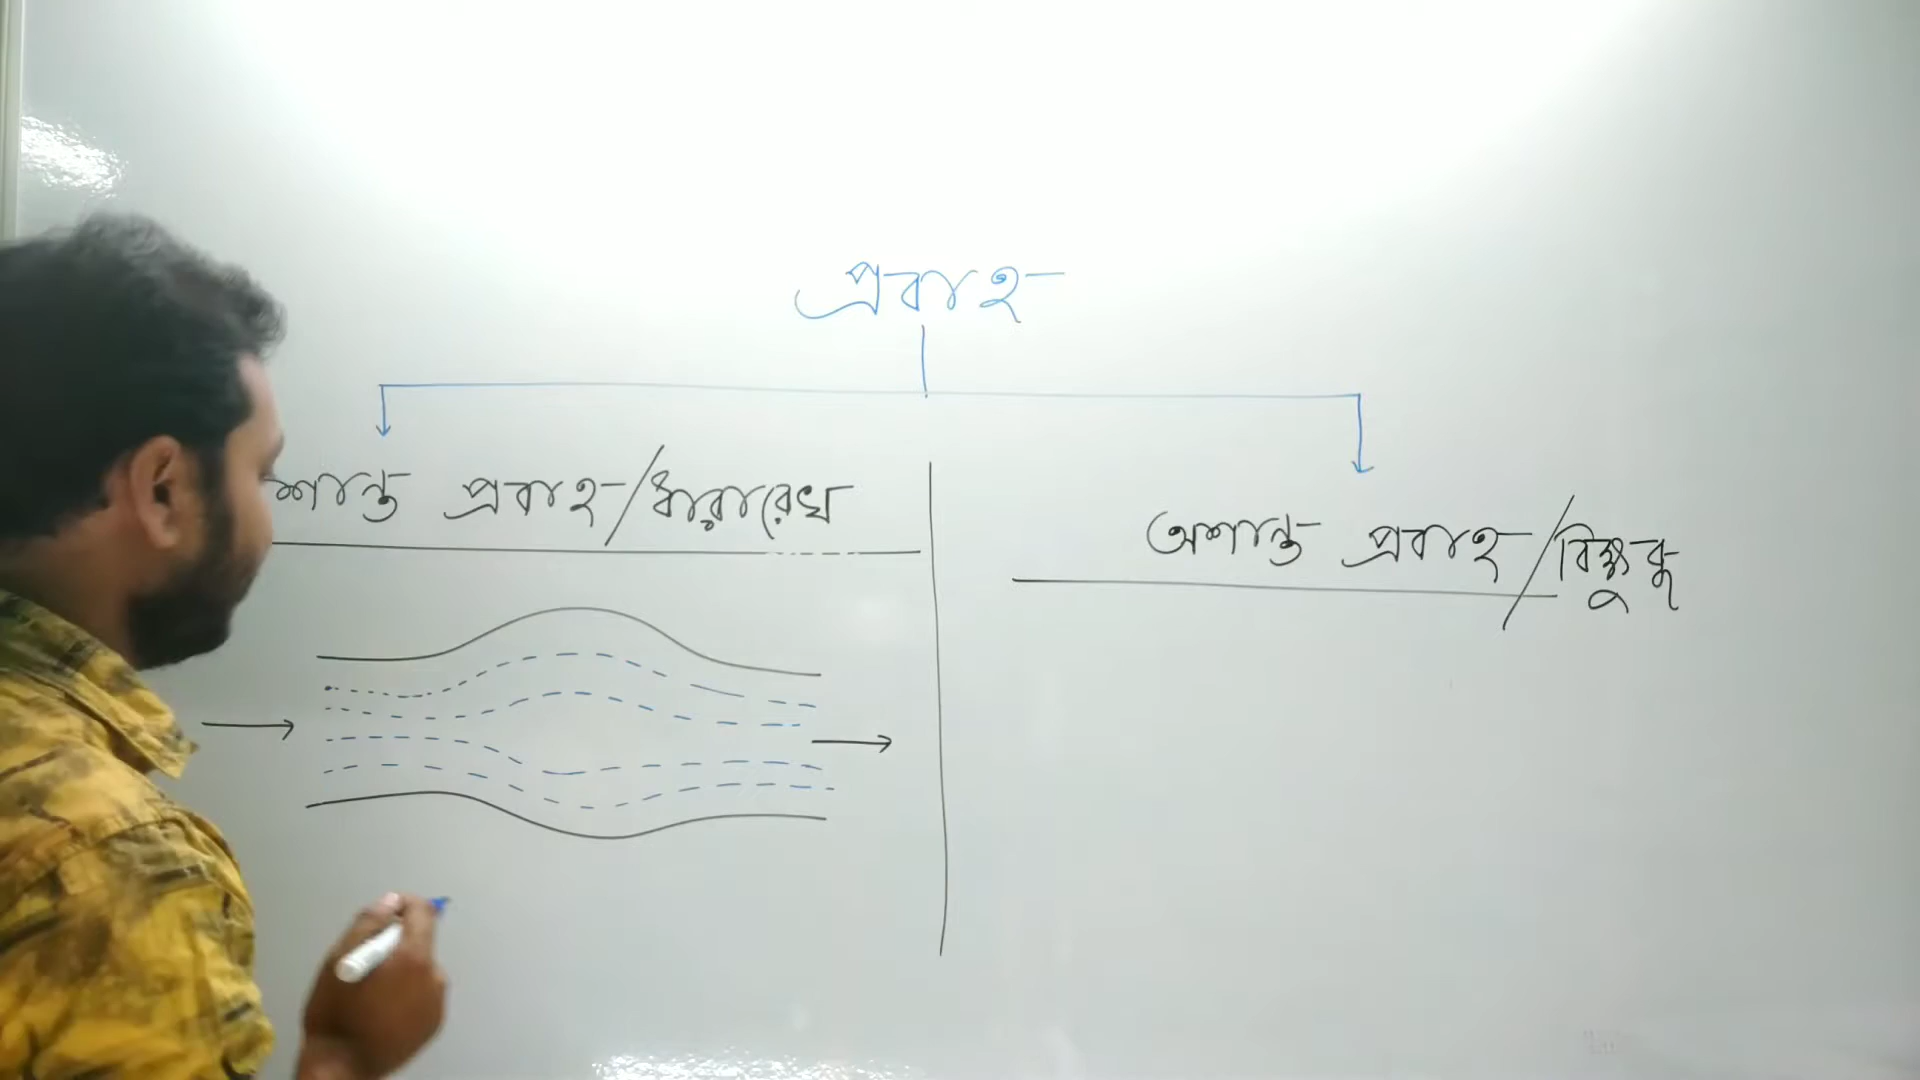 প্রবাহ
শান্ত প্রবাহ/ধারারেখ
অশান্ত প্রবাহ/বিক্ষুব্ধ